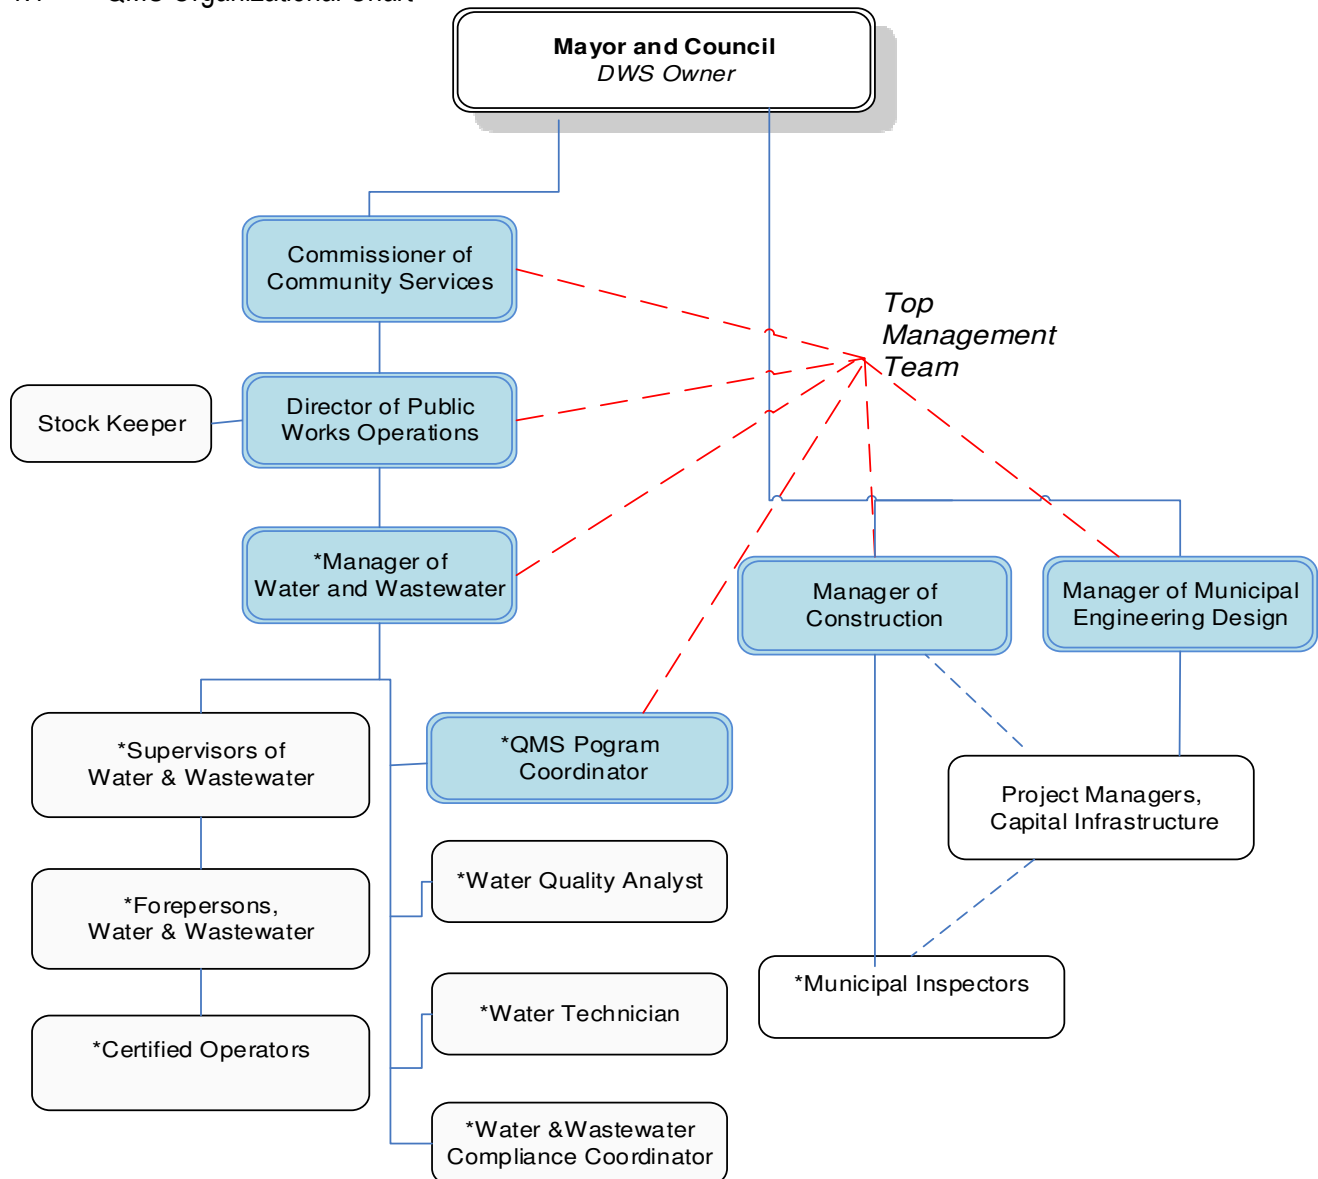 QMS Organizational Chart
Mayor and Council
DWS Owner
Commissioner of
Community Services
Top
Management
Team
Stock Keeper
Director of Public
Works Operations
*Manager of
Water and Wastewater
Manager of
Construction
Manager of Municipal
Engineering Design
*Supervisors of
Water & Wastewater
*QMS Pogram
Coordinator
Project Managers,
Capital Infrastructure
*Water Quality Analyst
*Forepersons,
Water & Wastewater
*Municipal Inspectors
*Water Technician
*Certified Operators
*Water &Wastewater
Compliance Coordinator